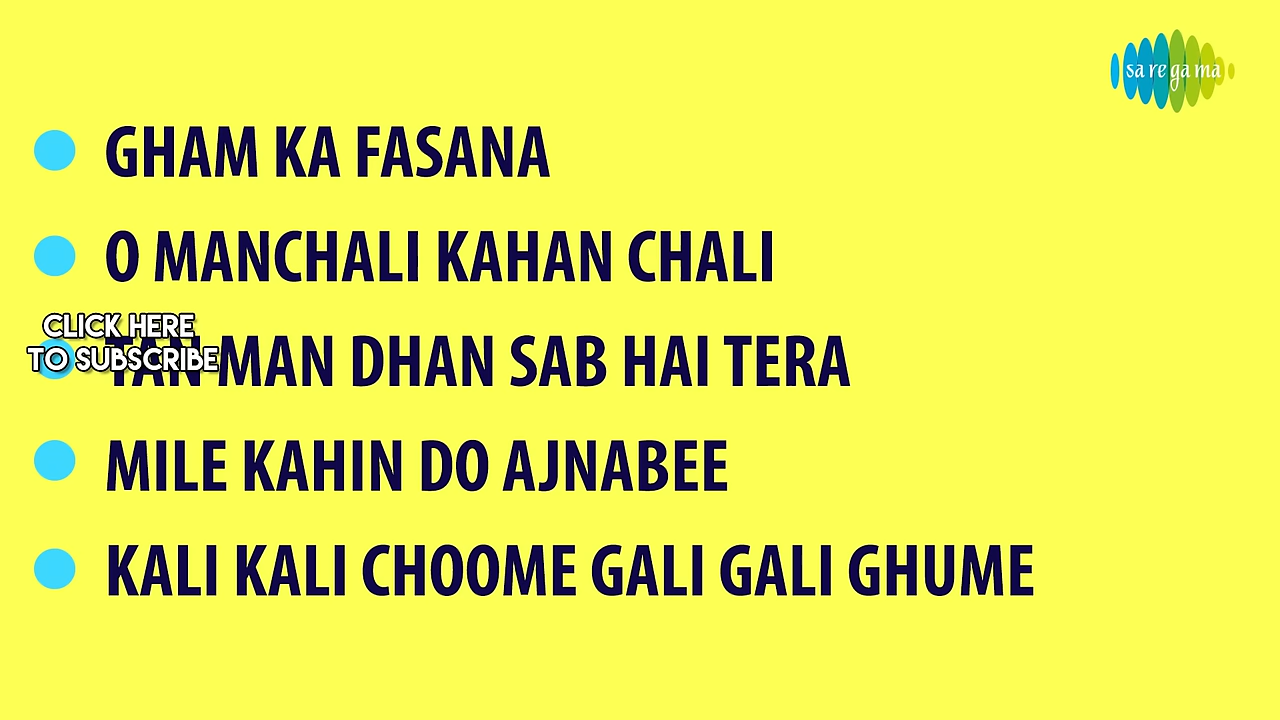 sa re ga ma
GHAM KA FASANA
O MANCHALI KAHAN CHALI
CLICK HERE
TO SUBSCRIBE
TAN MAN DHAN SAB HAI TERA
MILE KAHIN DO AJNABEE
KALI KALI CHOOME GALI GALI GHUME